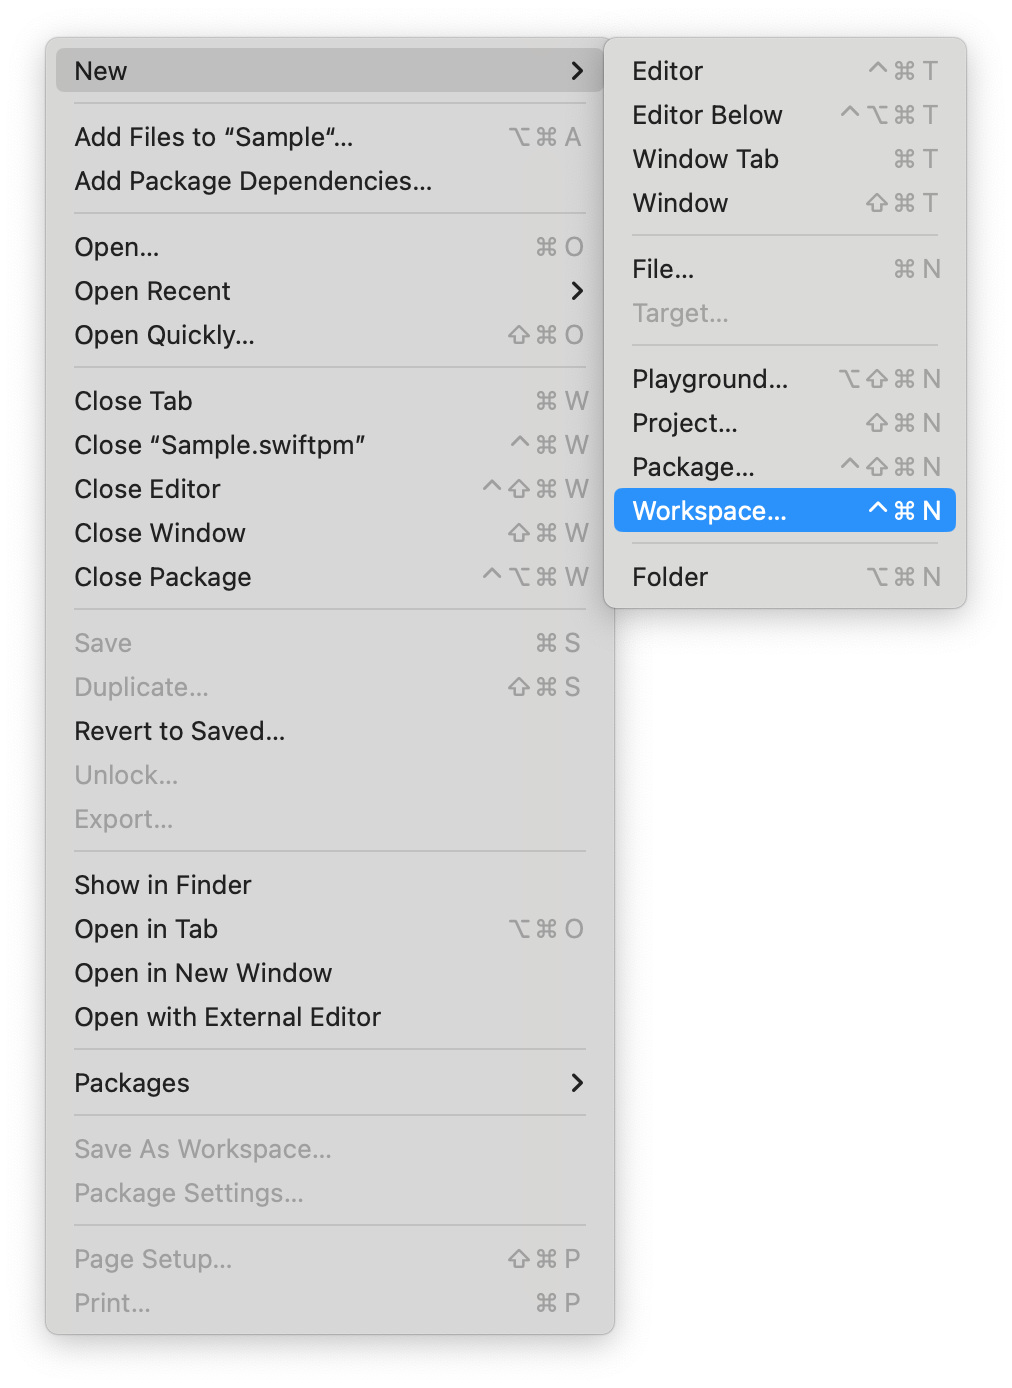 New
Add Files to “Sample“... ⌥⌘A
Add Package Dependencies...
Open... ⌘O
Open Recent
Open Quickly... ⇧⌘O
Close Tab ⌘W
Close “Sample.swiftpm” ^⌘W
Close Editor ^⇧⌘W
Close Window ⇧⌘W
Close Package ^⌥⌘W
Save ⌘S
Duplicate... ⇧⌘S
Revert to Saved...
Unlock...
Export...
Show in Finder
Open in Tab ⌥⌘O
Open in New Window
Open with External Editor
Packages
Save As Workspace...
Package Settings...
Page Setup... ⇧⌘P
Print... ⌘P
Editor ^⌘T
Editor Below ^⌥⌘T
Window Tab ⌘T
Window ⇧⌘T
File... ⌘N
Target...
Playground... ⌥⇧⌘N
Project... ⇧⌘N
Package... ^⇧⌘N
Workspace... ^⌘N
Folder ⌥⌘N